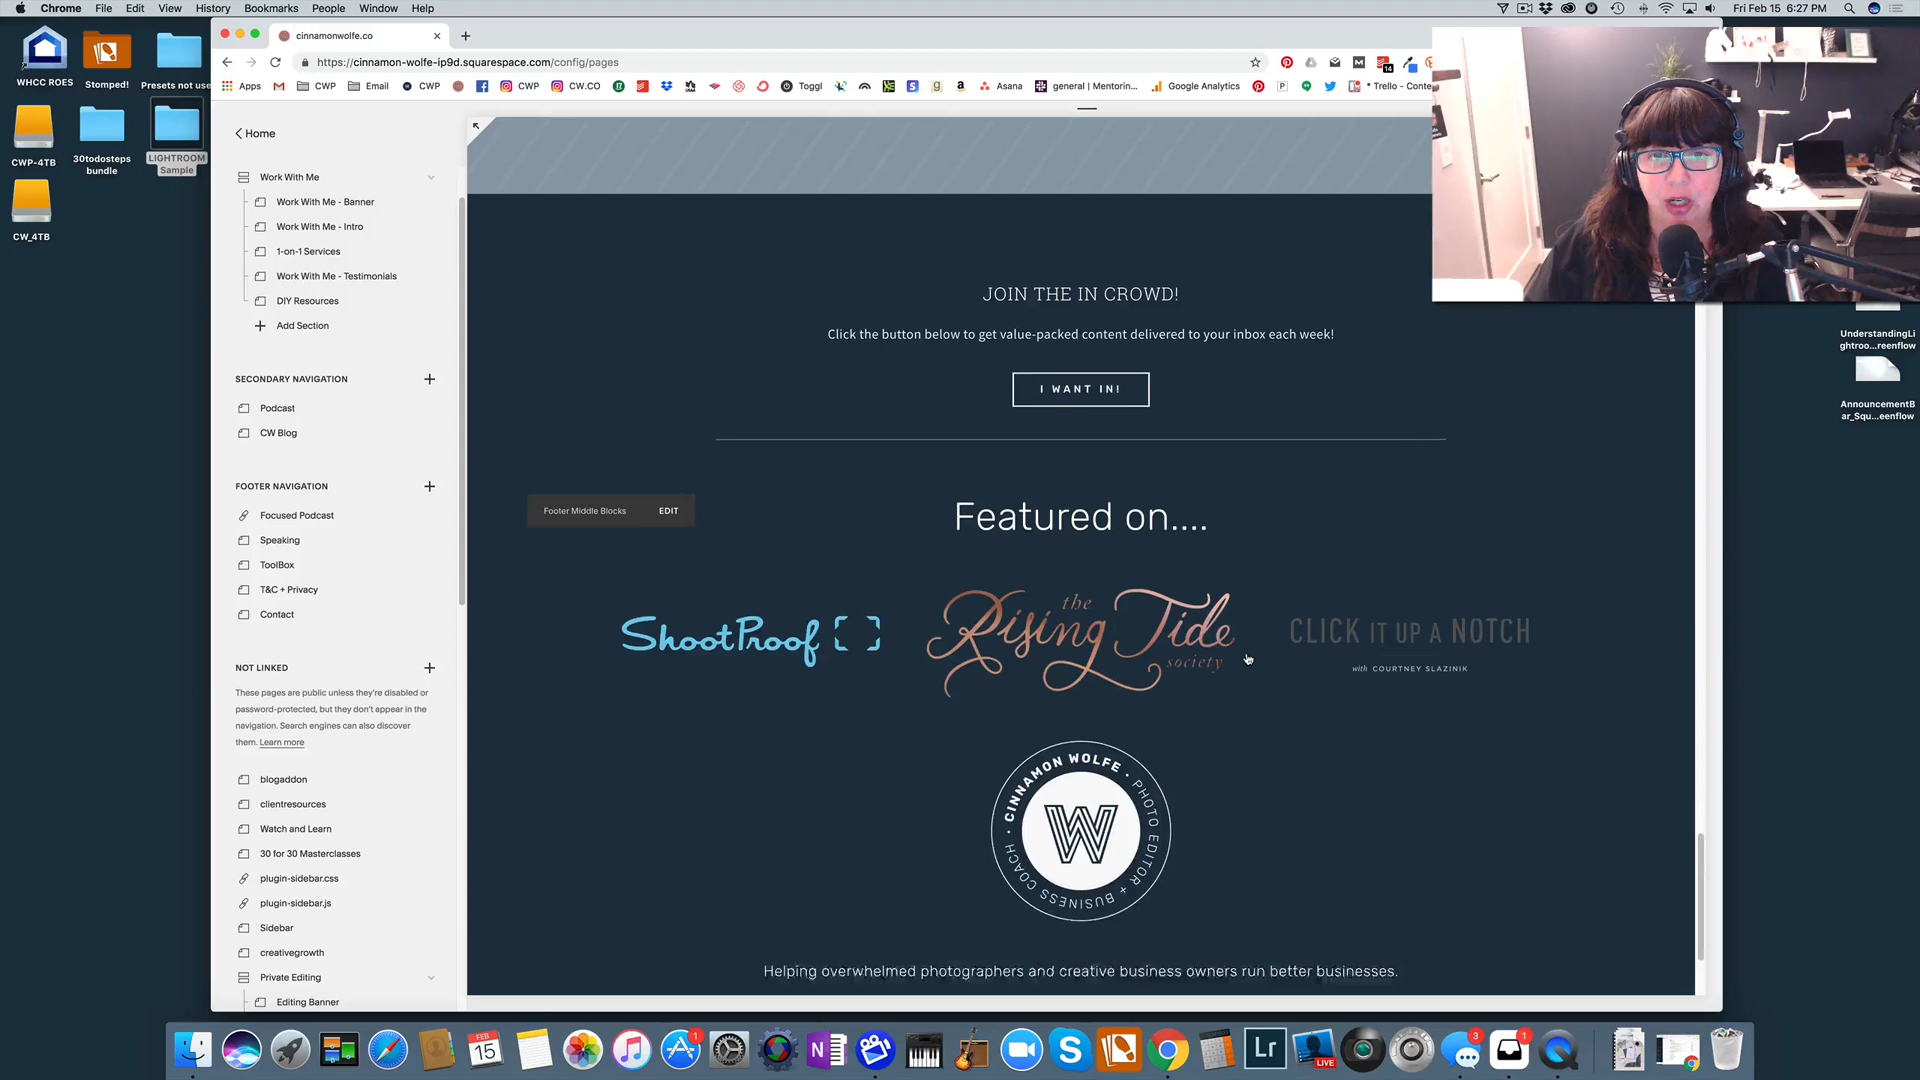 Chrome File Edit View History Bookmarks People Window Help
Fri Feb 15 6:27 PM
WHCC ROES
Stomped!
Presets not use
CWP-4TB
30todosteps
bundle
LIGHTROOM
Sample
CW_4TB
cinnamonwolfe.co
https://cinnamon-wolfe-ip9d.squarespace.com/config/pages
Apps CWP Email CWP CWP CW.CO Toggl Asana general | Mentorin... Google Analytics * Trello - Conte
14
Home
Work With Me
Work With Me - Banner
Work With Me - Intro
1-on-1 Services
Work With Me - Testimonials
DIY Resources
Add Section
SECONDARY NAVIGATION
Podcast
CW Blog
FOOTER NAVIGATION
Focused Podcast
Speaking
ToolBox
T&C + Privacy
Contact
NOT LINKED
These pages are public unless they're disabled or
password-protected, but they don't appear in the
navigation. Search engines can also discover
them. Learn more
blogaddon
clientresources
Watch and Learn
30 for 30 Masterclasses
plugin-sidebar.css
plugin-sidebar.js
Sidebar
creativegrowth
Private Editing
Editing Banner
JOIN THE IN CROWD!
Click the button below to get value-packed content delivered to your inbox each week!
I WANT IN!
Footer Middle Blocks EDIT
Featured on....
ShootProof
the
Rising Tide
society
CLICK IT UP A NOTCH
with COURTNEY SLAZINIK
CINNAMON WOLFE · PHOTO EDITOR + BUSINESS COACH ·
W
Helping overwhelmed photographers and creative business owners run better businesses.
UnderstandingLi
ghtroo...reenflow
AnnouncementB
ar_Squ...eenflow
FEB
15
1
N
S
Lr
LIVE
3
1